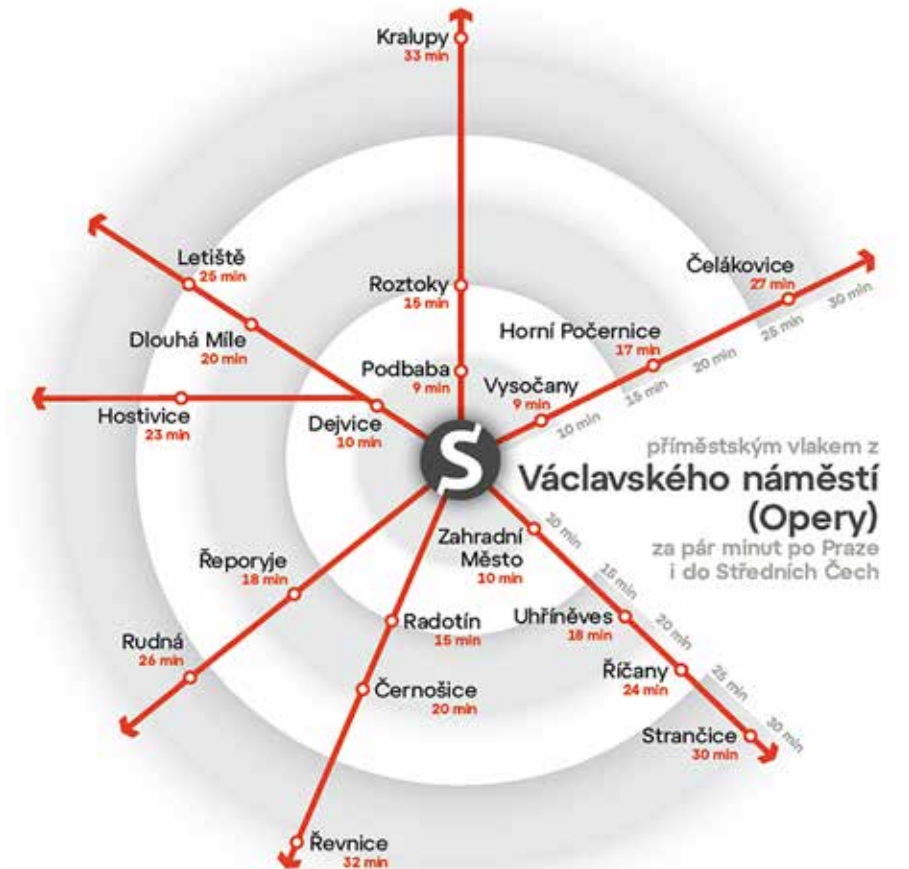 Kralupy
33 min
Letiště
25 min
Dlouhá Míle
20 min
Hostivice
23 min
Dejvice
10 min
Roztoky
15 min
Podbaba
9 min
Čelákovice
27 min
Horní Počernice
17 min
Vysočany
9 min
10 min
15 min
20 min
25 min
30 min
S
příměstským vlakem z
Václavského náměstí
(Opery)
za pár minut po Praze
i do Středních Čech
Zahradní
Město
10 min
Uhříněves
18 min
Říčany
24 min
Strančice
30 min
10 min
15 min
20 min
25 min
30 min
Řeporyje
18 min
Rudná
26 min
Radotín
15 min
Černošice
20 min
Řevnice
32 min